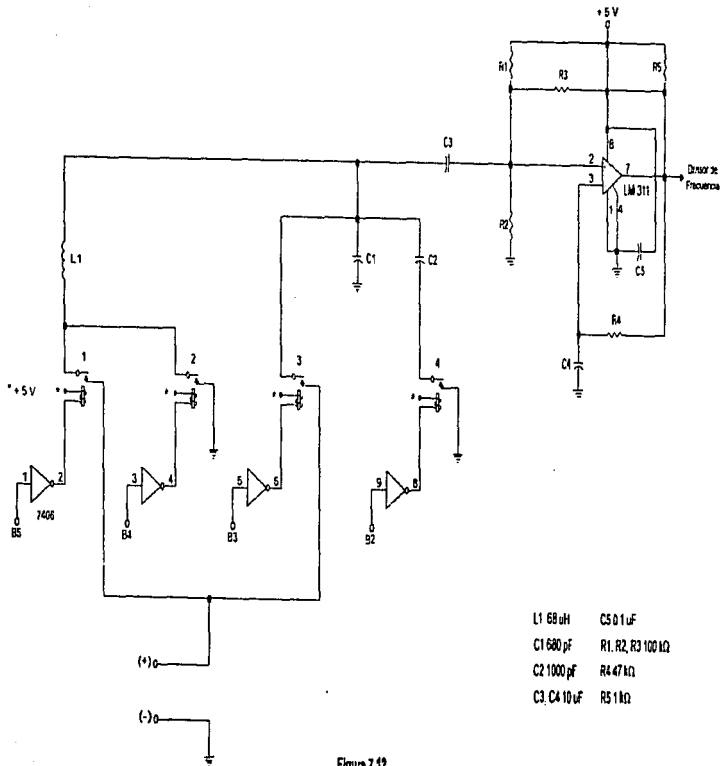 +5 V
R1
R3
R5
C3
2
3
6
7
1
4
LM 311
Divisor de
Frecuencia
L1
C1
C2
R2
C5
R4
C4
1
2
3
4
* +5 V
*
*
*
*
1
2
3
4
5
6
9
8
7406
B5
B4
B3
B2
(+)
(-)
L1 68 uH
C5 0.1 uF
C1 680 pF
R1, R2, R3 100 kΩ
C2 1000 pF
R4 47 kΩ
C3, C4 10 uF
R5 1 kΩ
Figura 7.12